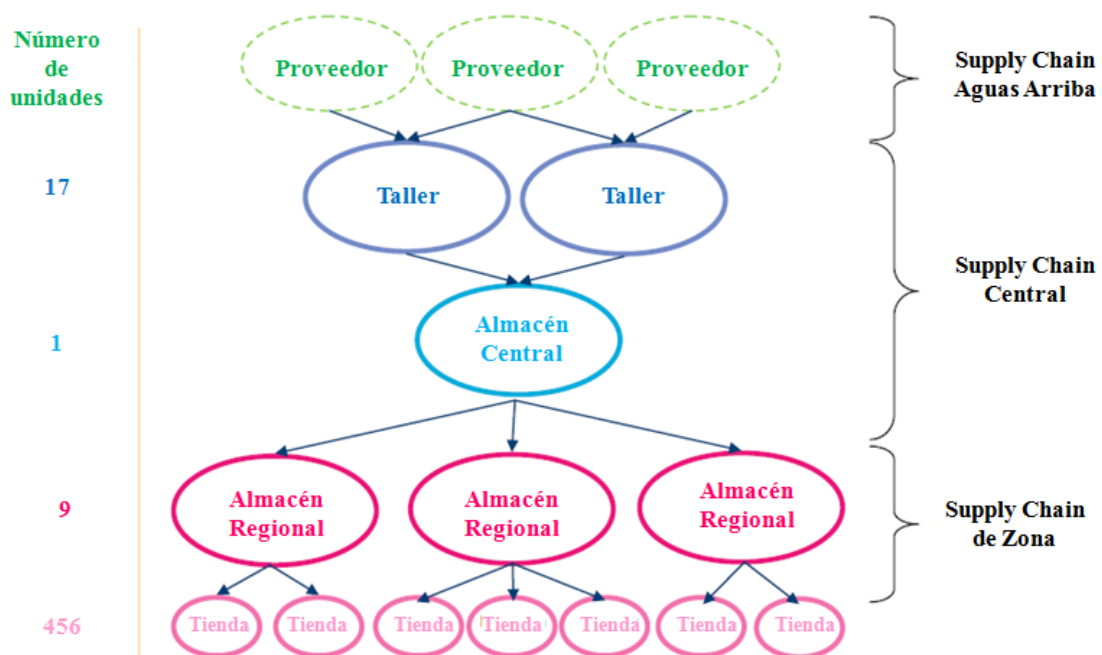 Número
de
unidades
Proveedor Proveedor Proveedor
Supply Chain
Aguas Arriba
17
Taller Taller
Supply Chain
Central
1
Almacén
Central
9
Almacén
Regional
Almacén
Regional
Almacén
Regional
Supply Chain
de Zona
456
Tienda Tienda Tienda Tienda Tienda Tienda Tienda